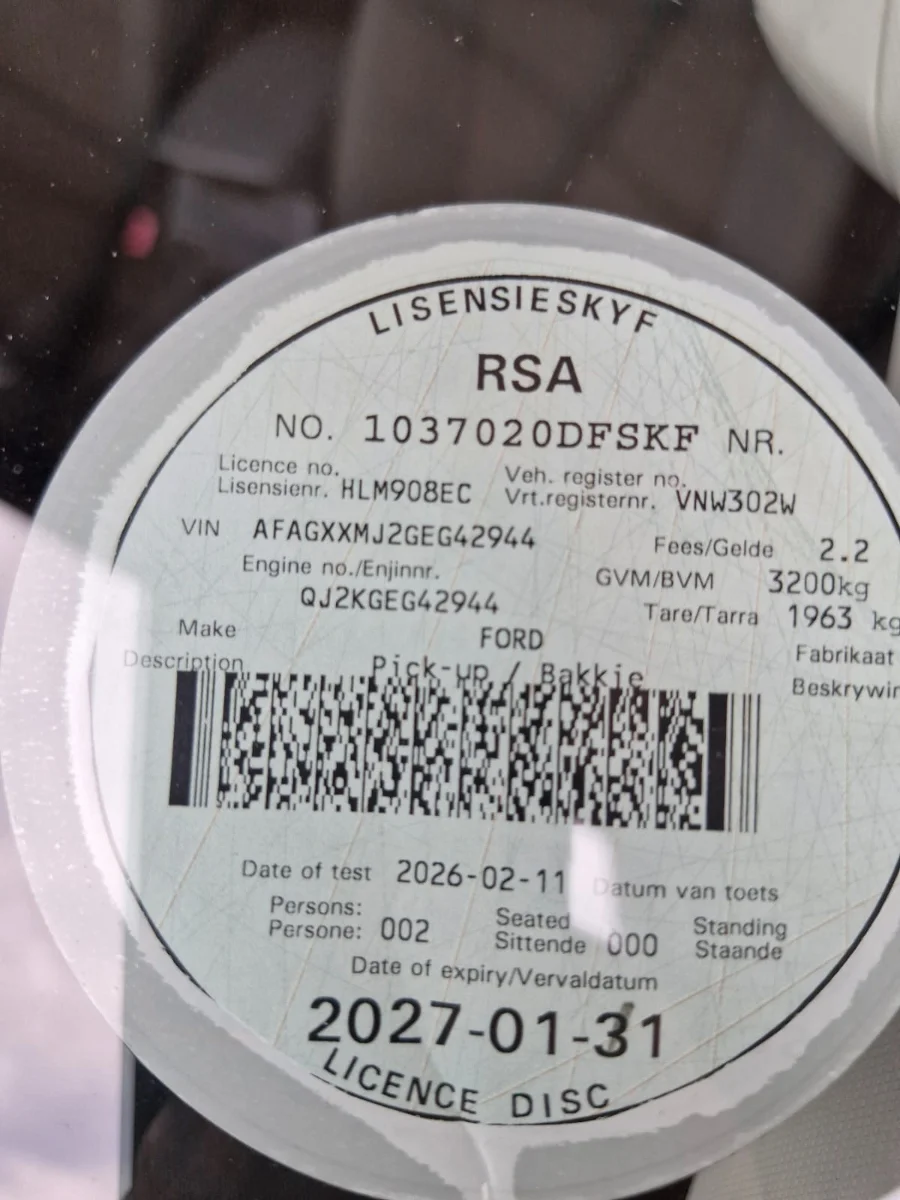 LISENSIESKYF
RSA
NO. 1037020DFSKF NR.
Licence no. Veh. register no.
Lisensienr. HLM908EC Vrt.registernr. VNW302W
VIN AFAGXXMJ2GEG42944 Fees/Gelde 2.2
Engine no./Enjinnr. GVM/BVM 3200kg
QJ2KGEG42944 Tare/Tarra 1963 kg
Make FORD Fabrikaat
Description Pick-up / Bakkie
Date of test 2026-02-11 Datum van toets
Persons: Seated Standing
Persone: 002 Sittende 000 Staande
Date of expiry/Vervaldatum
2027-01-31
LICENCE DISC